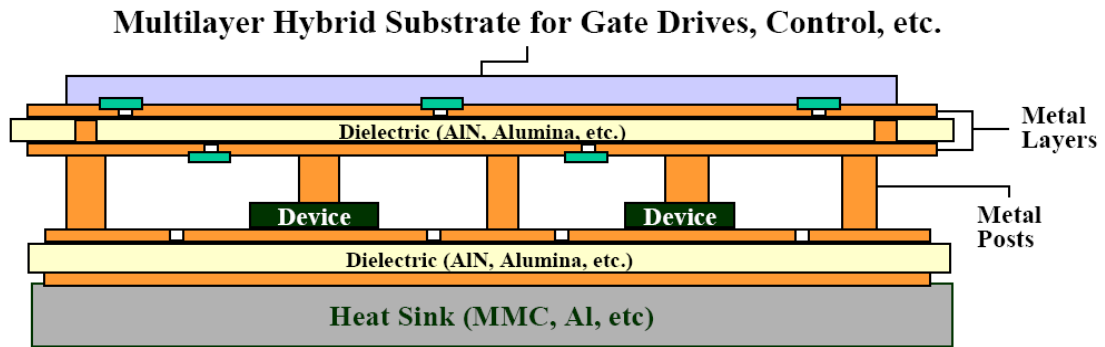 Multilayer Hybrid Substrate for Gate Drives, Control, etc.
Dielectric (AlN, Alumina, etc.)
Metal
Layers
Device
Device
Metal
Posts
Dielectric (AlN, Alumina, etc.)
Heat Sink (MMC, Al, etc)